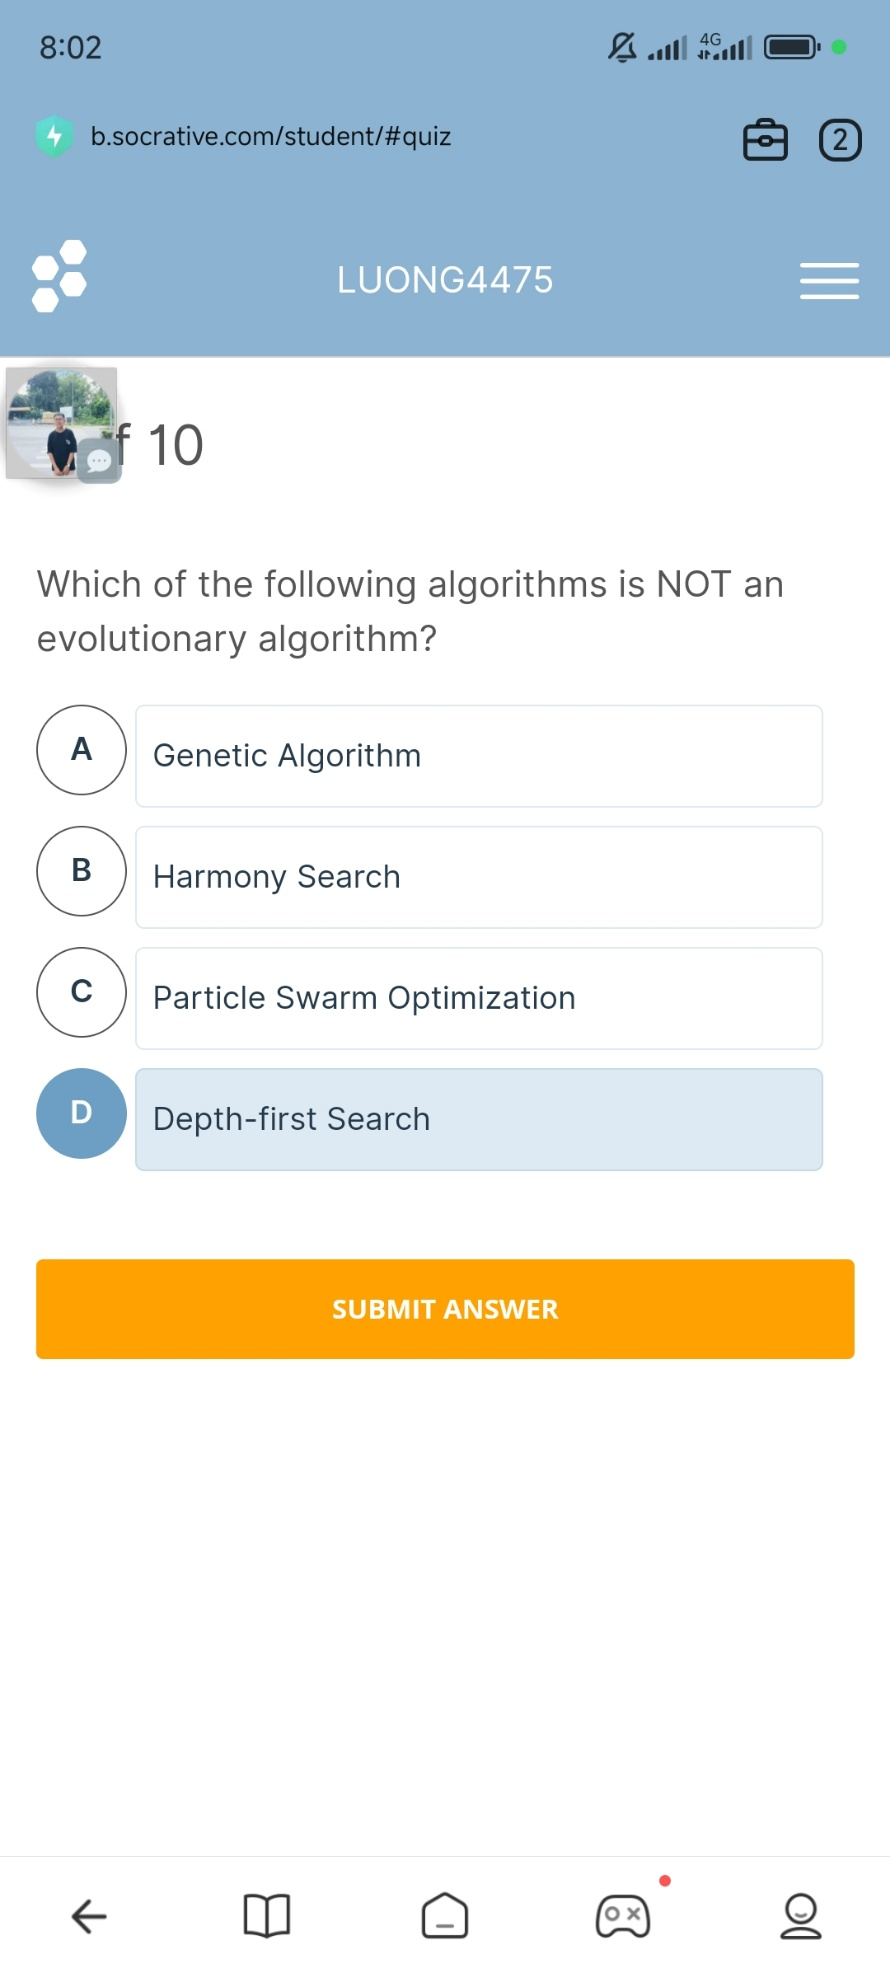 8:02
4G
b.socrative.com/student/#quiz
2
LUONG4475
f 10
Which of the following algorithms is NOT an
evolutionary algorithm?
A Genetic Algorithm
B Harmony Search
C Particle Swarm Optimization
D Depth-first Search
SUBMIT ANSWER